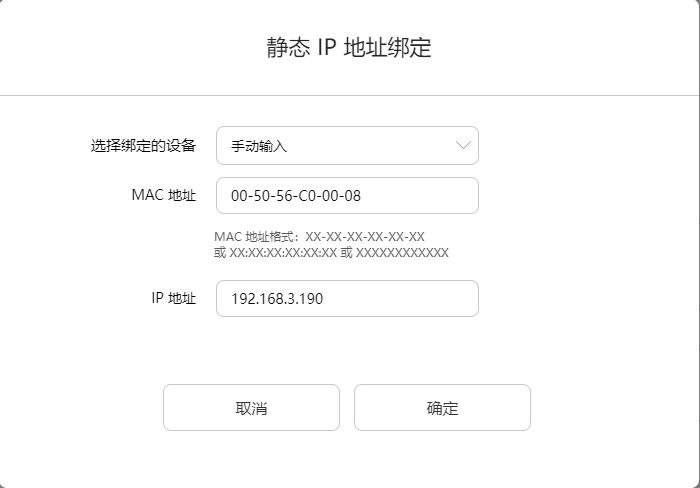 静态 IP 地址绑定
选择绑定的设备 手动输入
MAC 地址 00-50-56-C0-00-08
MAC 地址格式：XX-XX-XX-XX-XX-XX
或 XX:XX:XX:XX:XX:XX 或 XXXXXXXXXXXX
IP 地址 192.168.3.190
取消 确定